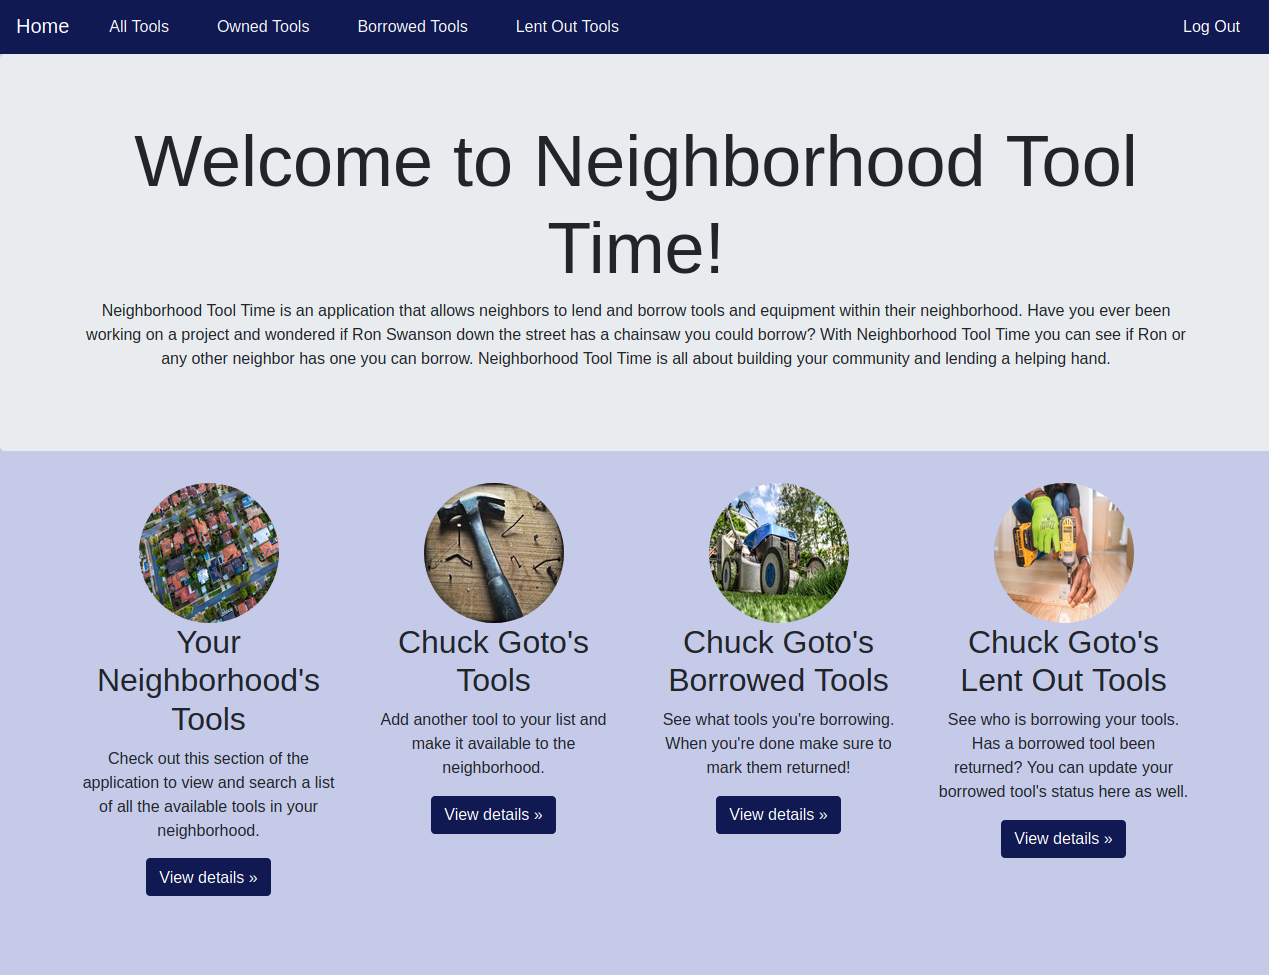 Home All Tools Owned Tools Borrowed Tools Lent Out Tools Log Out
Welcome to Neighborhood Tool
Time!
Neighborhood Tool Time is an application that allows neighbors to lend and borrow tools and equipment within their neighborhood. Have you ever been
working on a project and wondered if Ron Swanson down the street has a chainsaw you could borrow? With Neighborhood Tool Time you can see if Ron or
any other neighbor has one you can borrow. Neighborhood Tool Time is all about building your community and lending a helping hand.
Your
Neighborhood's
Tools
Check out this section of the
application to view and search a list
of all the available tools in your
neighborhood.
View details »
Chuck Goto's
Tools
Add another tool to your list and
make it available to the
neighborhood.
View details »
Chuck Goto's
Borrowed Tools
See what tools you're borrowing.
When you're done make sure to
mark them returned!
View details »
Chuck Goto's
Lent Out Tools
See who is borrowing your tools.
Has a borrowed tool been
returned? You can update your
borrowed tool's status here as well.
View details »